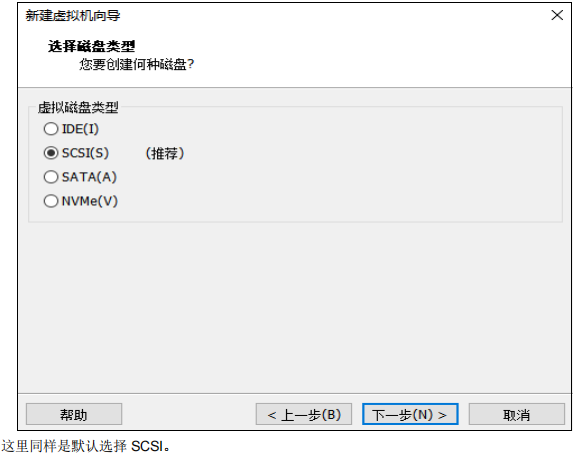 新建虚拟机向导
选择磁盘类型
您要创建何种磁盘?
虚拟磁盘类型
IDE(I)
SCSI(S) (推荐)
SATA(A)
NVMe(V)
帮助 < 上一步(B) 下一步(N) > 取消
这里同样是默认选择 SCSI。